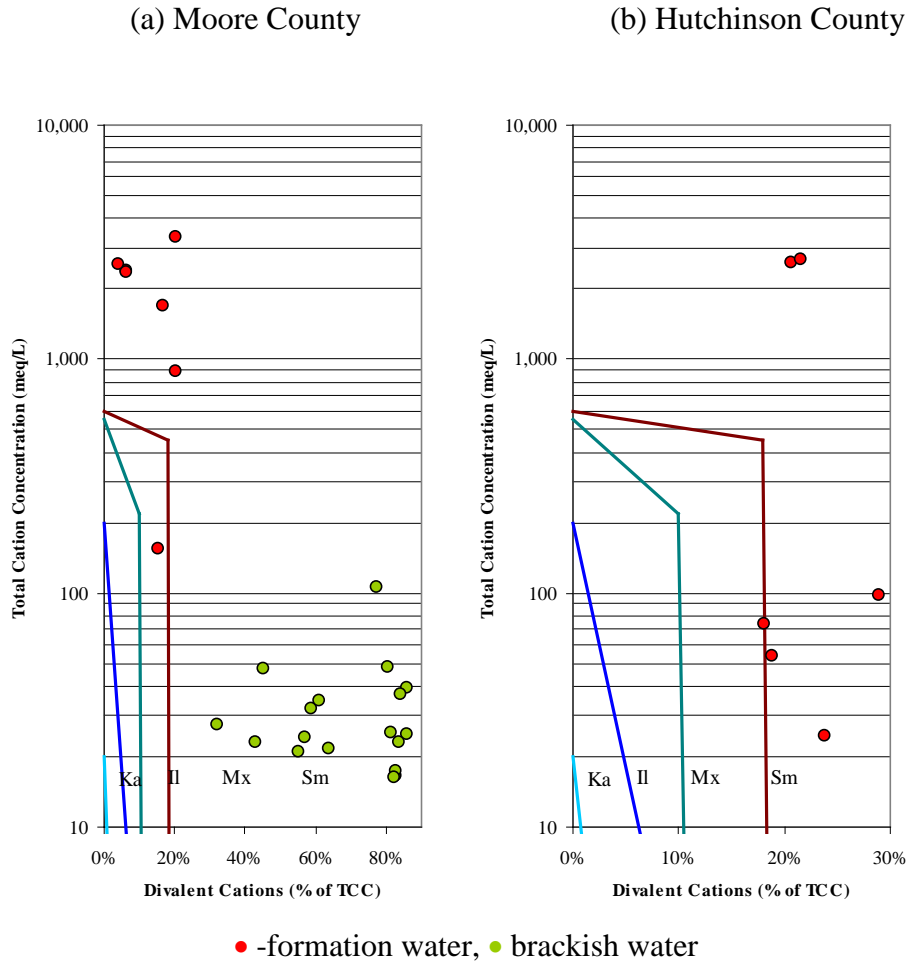 (a) Moore County
(b) Hutchinson County
10,000
1,000
100
10
Total Cation Concentration (meq/L)
Ka Il Mx Sm
0% 20% 40% 60% 80%
Divalent Cations (% of TCC)
10,000
1,000
100
10
Total Cation Concentration (meq/L)
Ka Il Mx Sm
0% 10% 20% 30%
Divalent Cations (% of TCC)
-formation water, brackish water